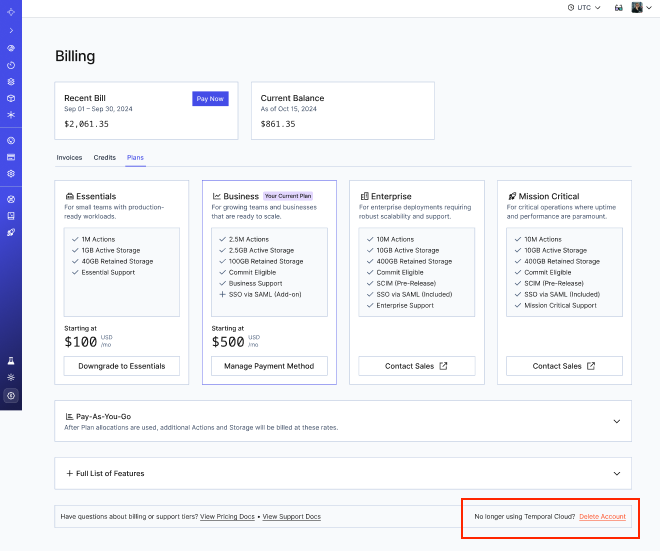 UTC
Billing
Recent Bill
Pay Now
Sep 01 – Sep 30, 2024
$2,061.35
Current Balance
As of Oct 15, 2024
$861.35
Invoices Credits Plans
Essentials
For small teams with production-
ready workloads.
1M Actions
1GB Active Storage
40GB Retained Storage
Essential Support
Starting at
$100 USD
/mo
Downgrade to Essentials
Business Your Current Plan
For growing teams and businesses
that are ready to scale.
2.5M Actions
2.5GB Active Storage
100GB Retained Storage
Commit Eligible
Business Support
SSO via SAML (Add-on)
Starting at
$500 USD
/mo
Manage Payment Method
Enterprise
For enterprise deployments requiring
robust scalability and support.
10M Actions
10GB Active Storage
400GB Retained Storage
Commit Eligible
SCIM (Pre-Release)
SSO via SAML (Included)
Enterprise Support
Contact Sales
Mission Critical
For critical operations where uptime
and performance are paramount.
10M Actions
10GB Active Storage
400GB Retained Storage
Commit Eligible
SCIM (Pre-Release)
SSO via SAML (Included)
Mission Critical Support
Contact Sales
Pay-As-You-Go
After Plan allocations are used, additional Actions and Storage will be billed at these rates.
+ Full List of Features
Have questions about billing or support tiers? View Pricing Docs • View Support Docs
No longer using Temporal Cloud? Delete Account